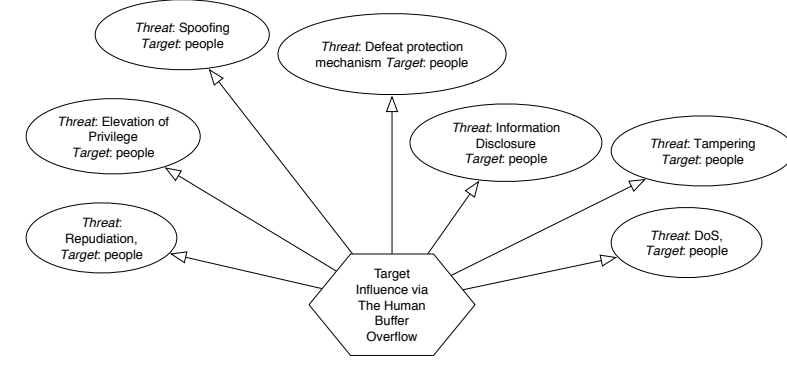 Threat: Spoofing
Target: people
Threat: Defeat protection
mechanism Target: people
Threat: Elevation of
Privilege
Target: people
Threat: Information
Disclosure
Target: people
Threat: Tampering
Target: people
Threat:
Repudiation,
Target: people
Threat: DoS,
Target: people
Target
Influence via
The Human
Buffer
Overflow